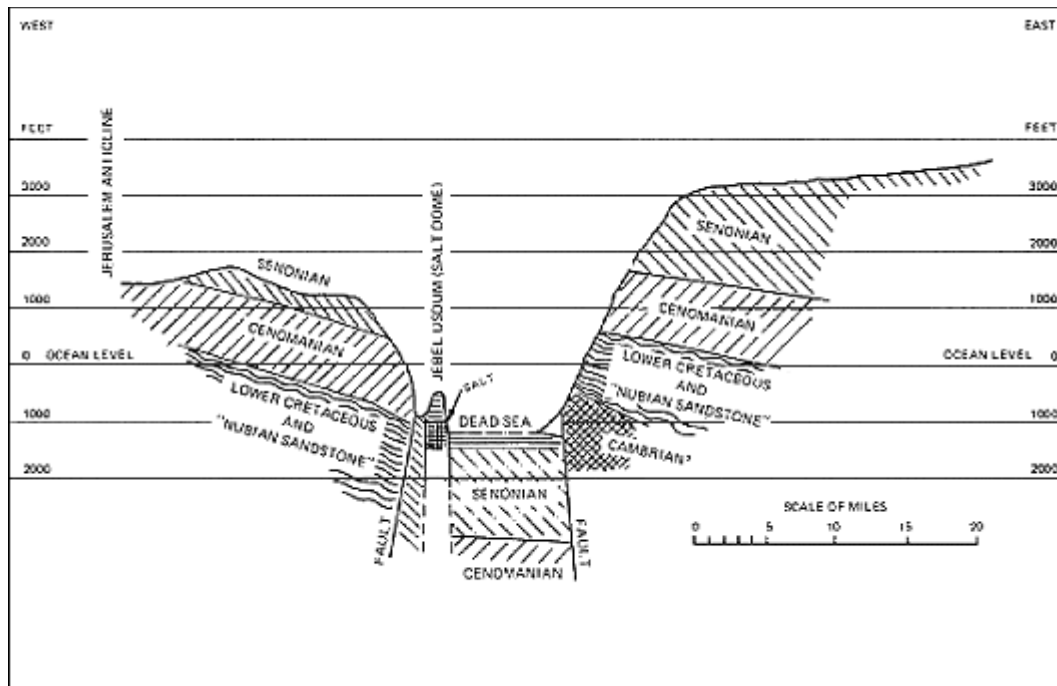 WEST
EAST
FEET
FEET
JERUSALEM ANTICLINE
JEBEL USDUM (SALT DOME)
3000
3000
2000
2000
1000
1000
0 OCEAN LEVEL
OCEAN LEVEL 0
1000
1000
2000
2000
SENONIAN
CENOMANIAN
LOWER CRETACEOUS
AND
"NUBIAN SANDSTONE"
FAULT
SALT
DEAD SEA
SENONIAN
CENOMANIAN
FAULT
SENONIAN
CENOMANIAN
LOWER CRETACEOUS
AND
"NUBIAN SANDSTONE"
CAMBRIAN?
SCALE OF MILES
0 5 10 15 20